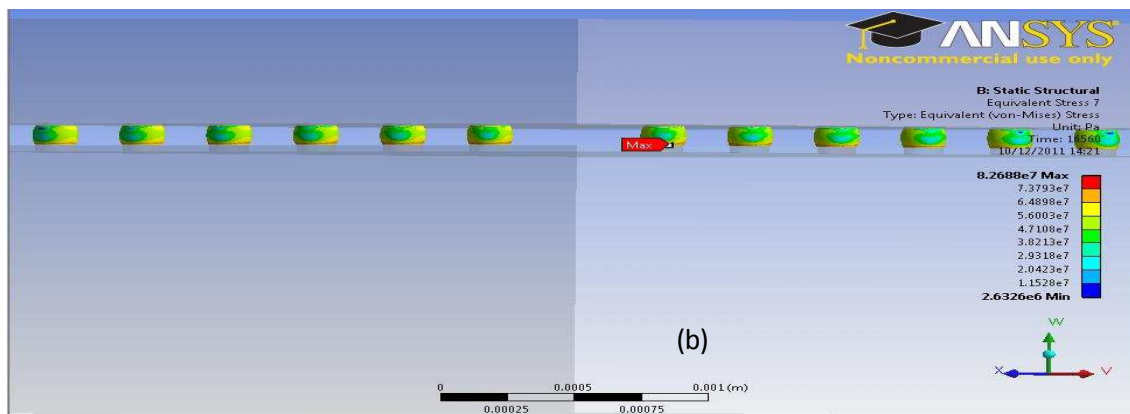 ANSYS
Noncommercial use only
B: Static Structural
Equivalent Stress 7
Type: Equivalent (von-Mises) Stress
Unit: Pa
Time: 16560
10/12/2011 14:21
Max
8.2688e7 Max
7.3793e7
6.4898e7
5.6003e7
4.7108e7
3.8213e7
2.9318e7
2.0423e7
1.1528e7
2.6326e6 Min
(b)
W
X
V
0 0.0005 0.001 (m)
0.00025 0.00075